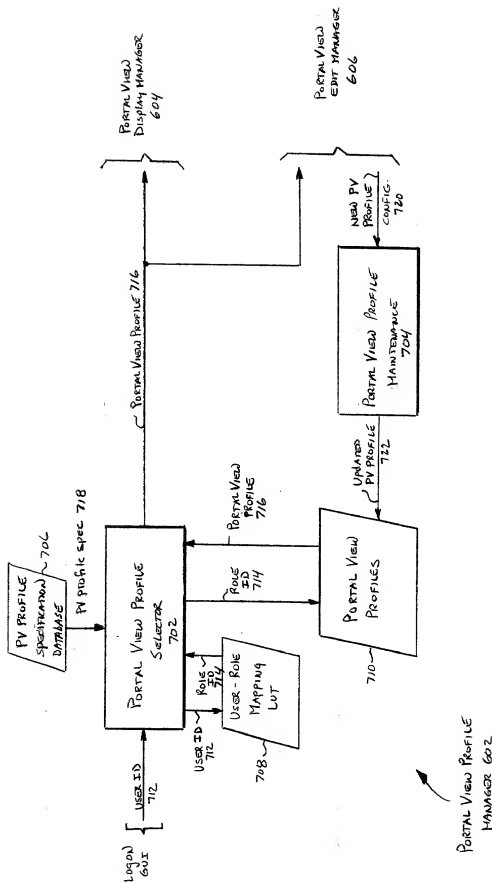 LOGON
GUI
USER ID
712
PV PROFILE
SPECIFICATION
DATABASE
706
PV PROFILE SPEC 718
PORTAL VIEW PROFILE
SELECTOR
702
USER ID
712
ROLE
ID
714
USER-ROLE
MAPPING
LUT
708
ROLE
ID
714
PORTAL VIEW
PROFILE
716
PORTAL VIEW
PROFILES
710
PORTAL VIEW PROFILE 716
PORTAL VIEW
DISPLAY MANAGER
604
PORTAL VIEW
EDIT MANAGER
606
NEW PV
PROFILE
CONFIG.
720
PORTAL VIEW PROFILE
MAINTENANCE
704
UPDATED
PV PROFILE
722
PORTAL VIEW PROFILE
MANAGER 602